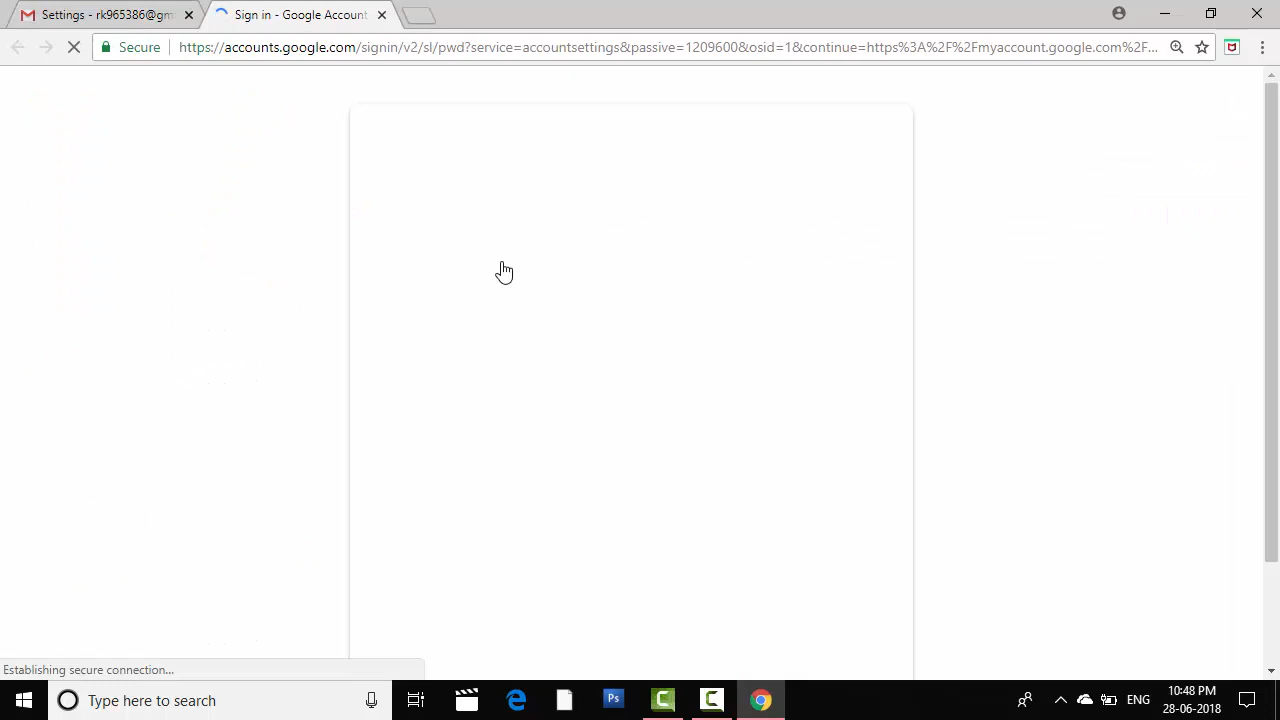 Settings - rk965386@gm
Sign in - Google Account
Secure
https://accounts.google.com/signin/v2/sl/pwd?service=accountsettings&passive=1209600&osid=1&continue=https%3A%2F%2Fmyaccount.google.com%2F...
Establishing secure connection...
Type here to search
Ps
ENG
10:48 PM
28-06-2018